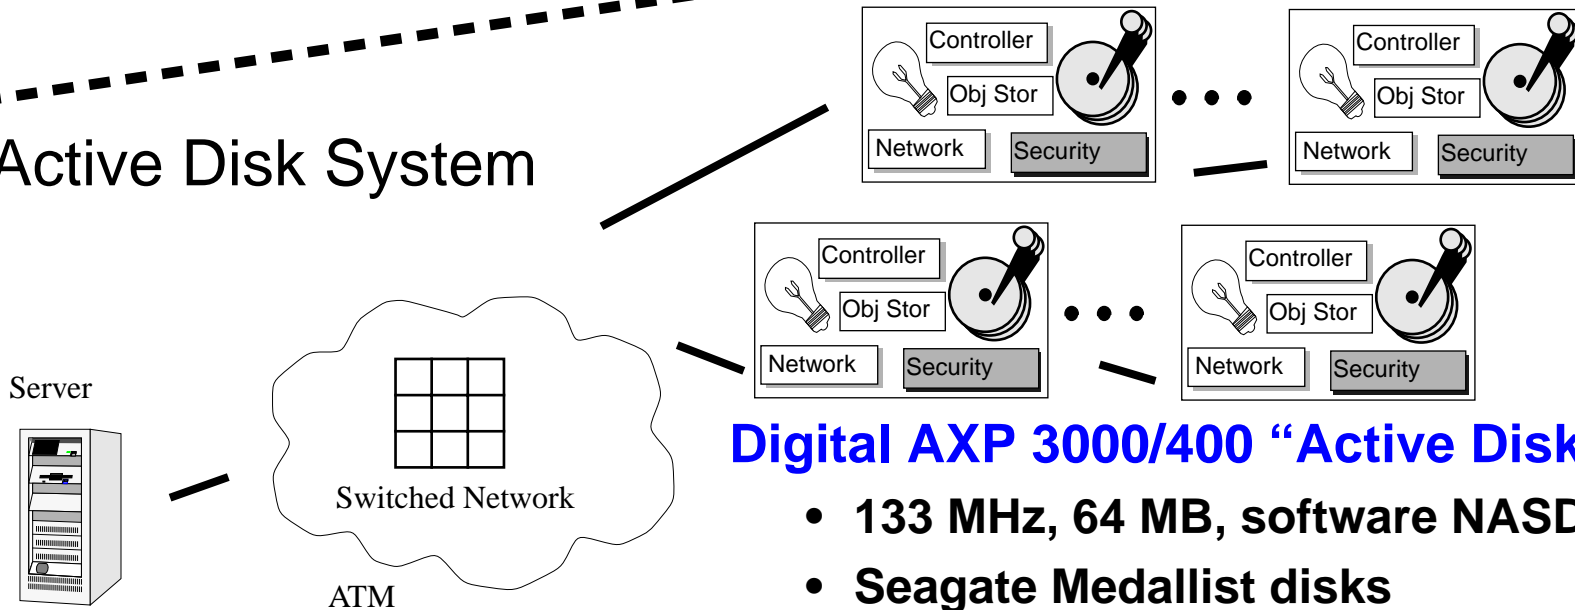 Controller
Obj Stor
Network
Security
Controller
Obj Stor
Network
Security
Active Disk System
Controller
Obj Stor
Network
Security
Controller
Obj Stor
Network
Security
Server
Switched Network
ATM
Digital AXP 3000/400 “Active Disk
• 133 MHz, 64 MB, software NASD
• Seagate Medallist disks